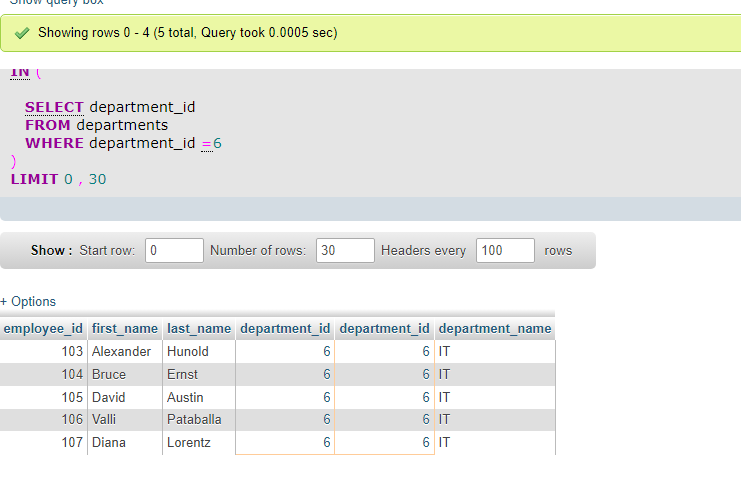 Show query box
Showing rows 0 - 4 (5 total, Query took 0.0005 sec)
IN (
SELECT department_id
FROM departments
WHERE department_id =6
)
LIMIT 0 , 30
Show : Start row: 0 Number of rows: 30 Headers every 100 rows
+ Options
employee_id first_name last_name department_id department_id department_name
103 Alexander Hunold 6 6 IT
104 Bruce Ernst 6 6 IT
105 David Austin 6 6 IT
106 Valli Pataballa 6 6 IT
107 Diana Lorentz 6 6 IT